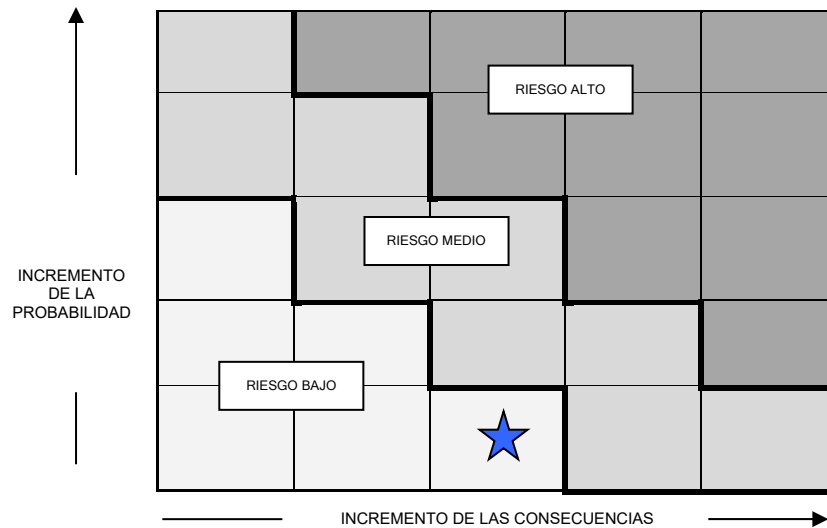 RIESGO ALTO
RIESGO MEDIO
INCREMENTO
DE LA
PROBABILIDAD
RIESGO BAJO
INCREMENTO DE LAS CONSECUENCIAS